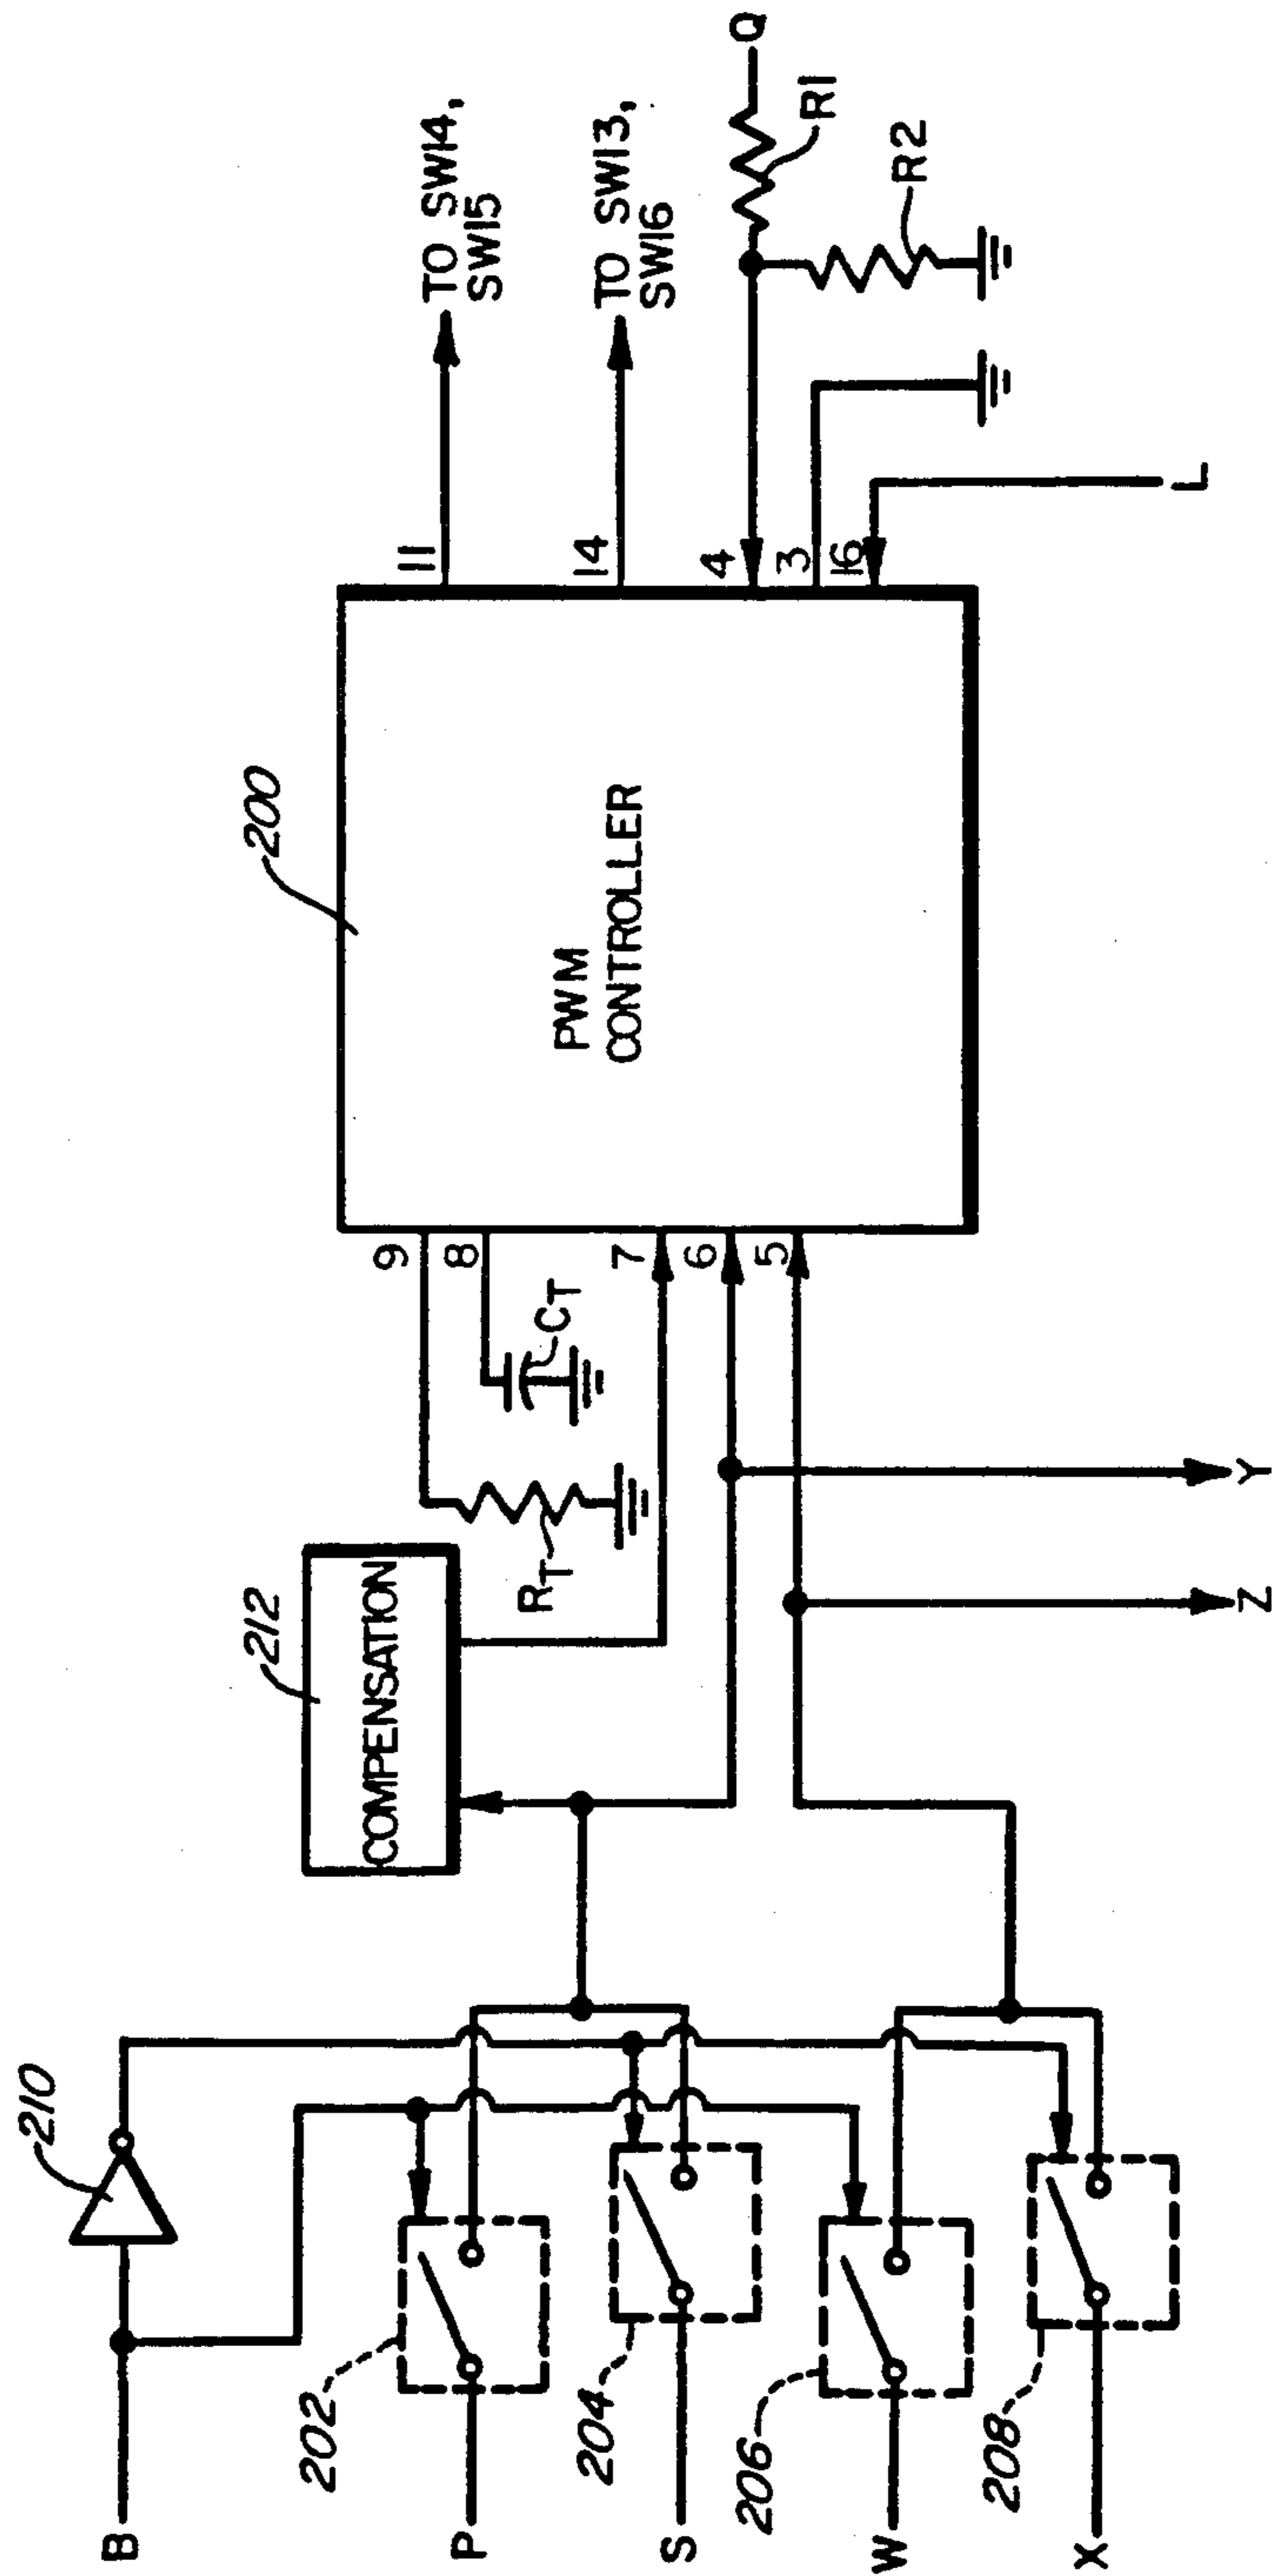 B
210
P
202
S
204
W
206
X
208
212
COMPENSATION
RT
CT
Z
Y
9
8
7
6
5
200
PWM
CONTROLLER
11
14
4
3
16
TO SW14,
SW15
TO SW13,
SW16
Q
R1
R2
L